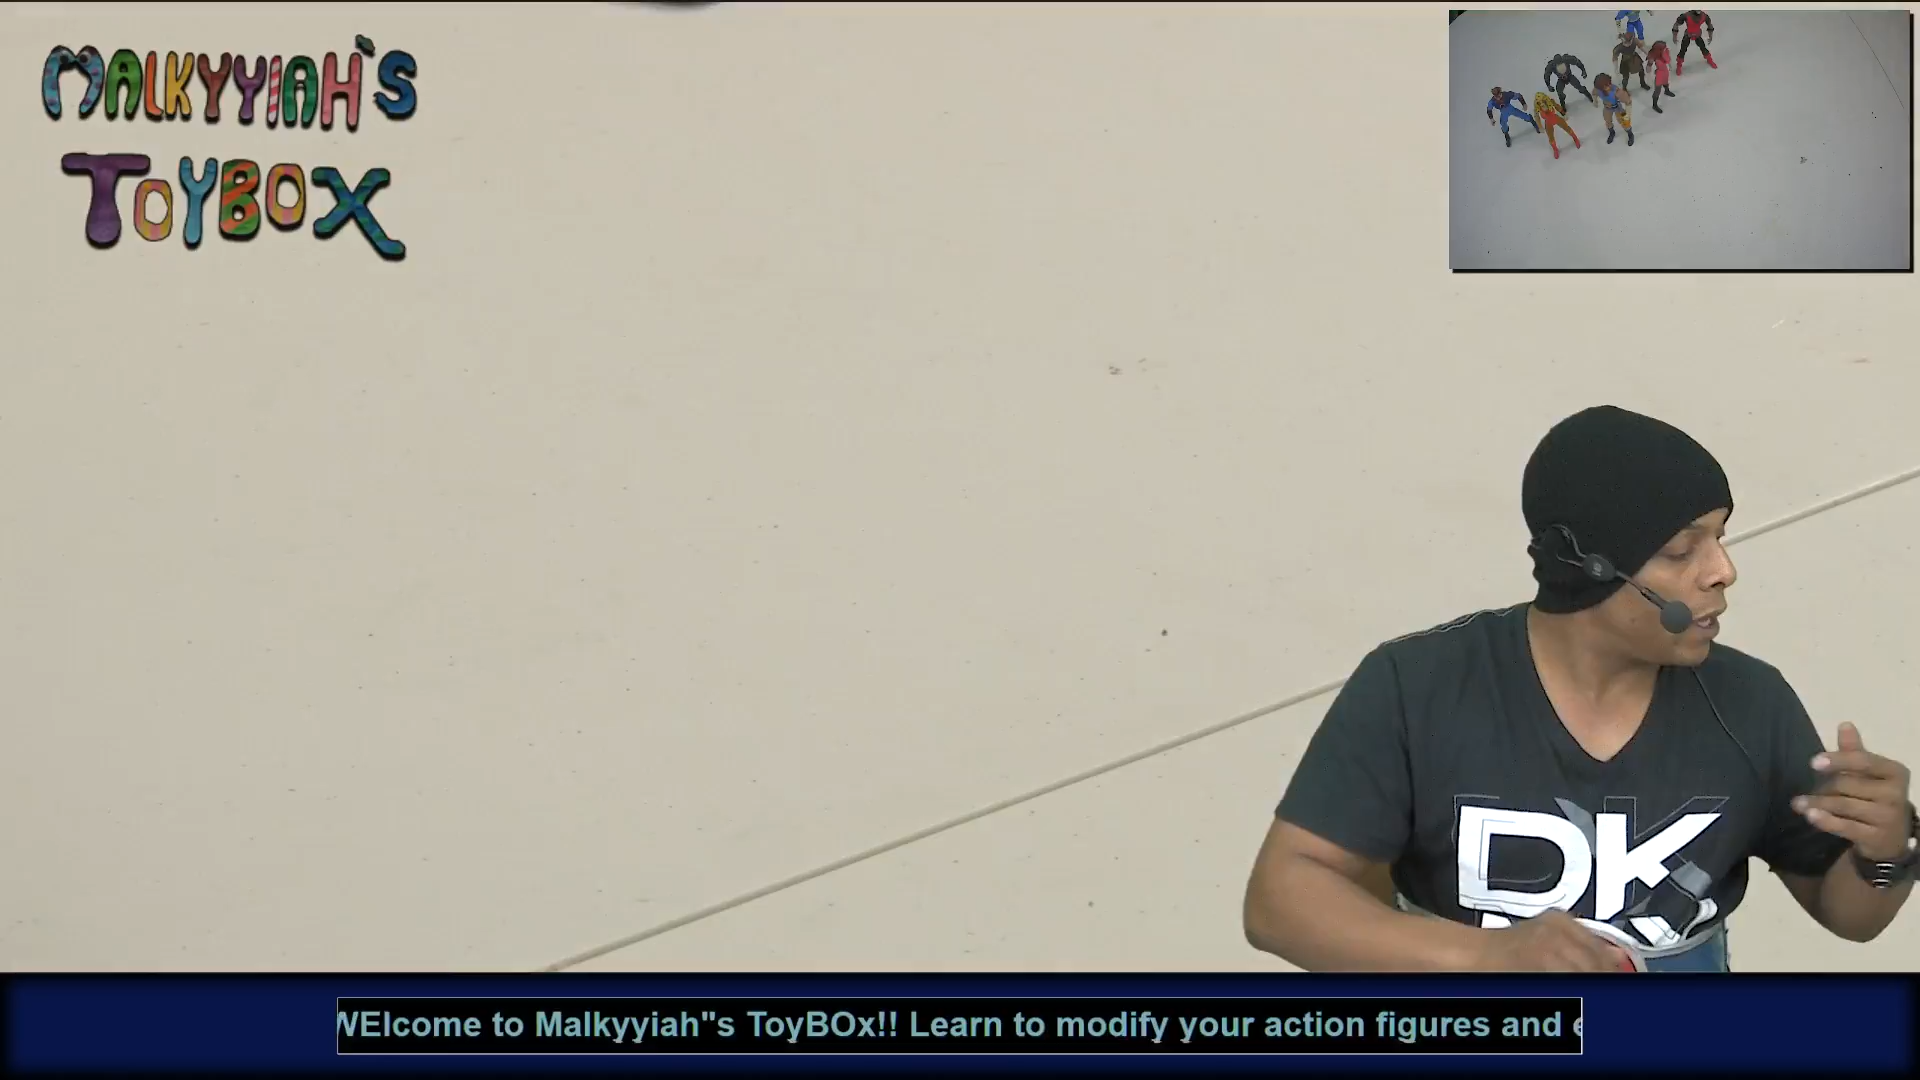 MALKYYIAH'S
TOYBOX
DK
WElcome to Malkyyiah"s ToyBOx!! Learn to modify your action figures and